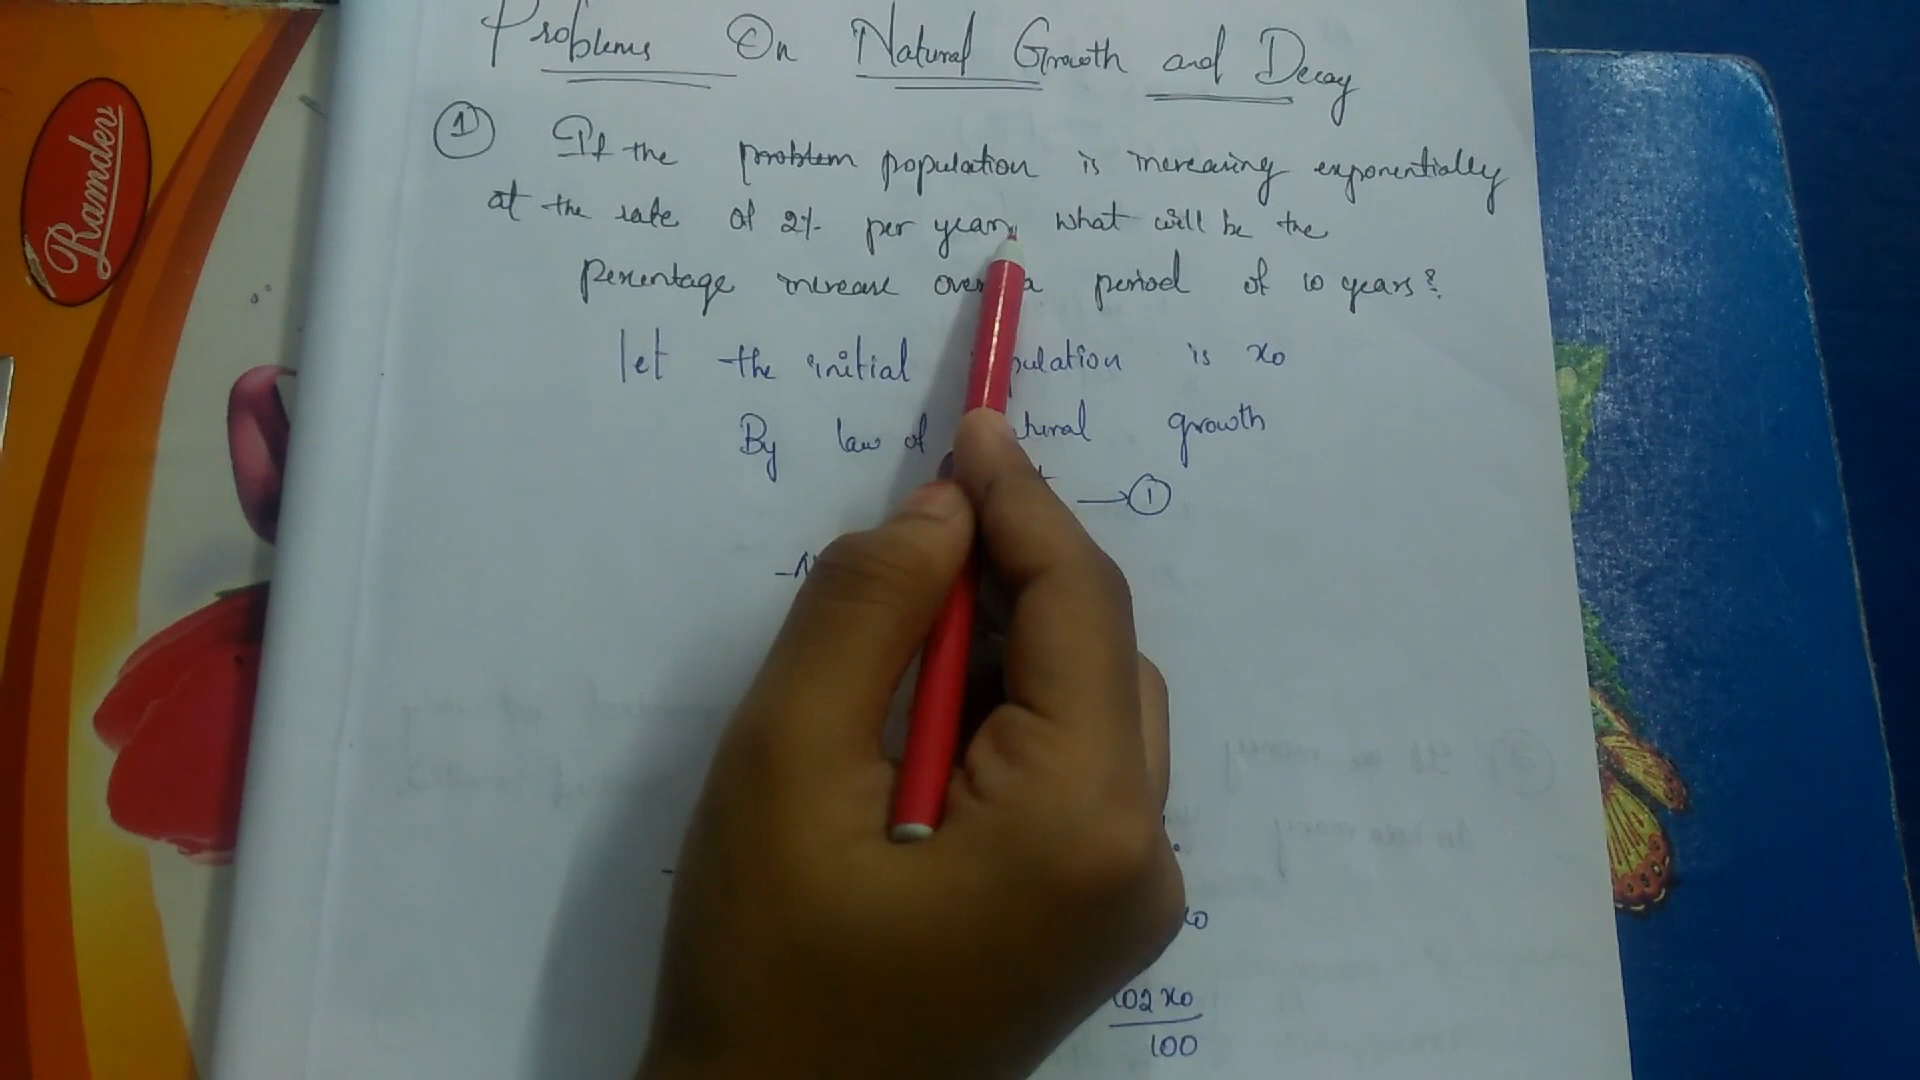 Problems On Natural Growth and Decay
① If the problem population is increasing exponentially
at the rate of 2% per year, what will be the
percentage increase over a period of 10 years?
let the initial is x0
By law of growth
→ ①
102 x0
100
Ramdev